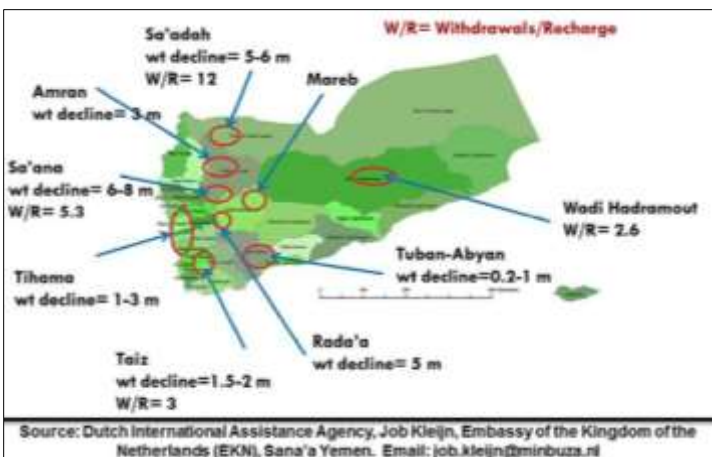 Sa'adah
wt decline= 5-6 m
W/R= 12
W/R= Withdrawals/Recharge
Mareb
Amran
wt decline= 3 m
Sa'ana
wt decline= 6-8 m
W/R= 5.3
Wadi Hadramout
W/R= 2.6
Tuban-Abyan
wt decline=0.2-1 m
Tihama
wt decline= 1-3 m
Rada'a
wt decline= 5 m
Taiz
wt decline=1.5-2 m
W/R= 3
Source: Dutch International Assistance Agency, Job Kleijn, Embassy of the Kingdom of the
Netherlands (EKN), Sana'a Yemen. Email: job.kleijn@minbuza.nl